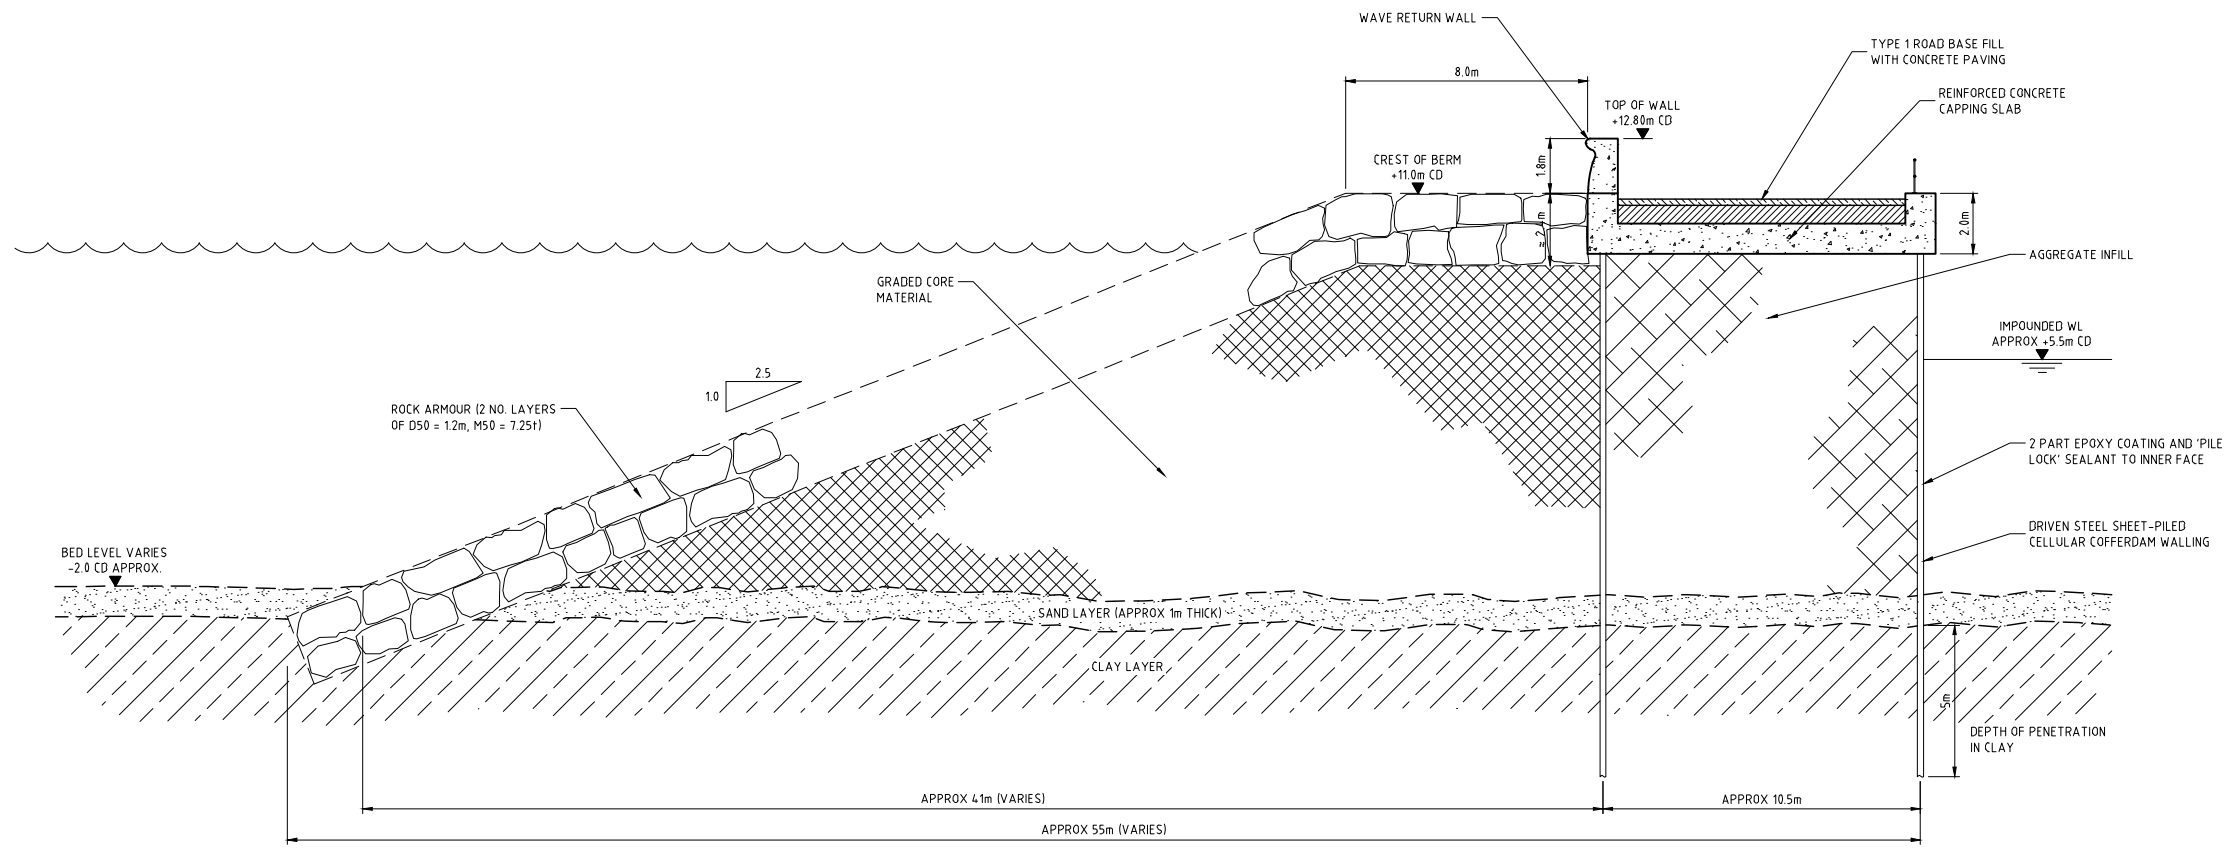 WAVE RETURN WALL
TYPE 1 ROAD BASE FILL
WITH CONCRETE PAVING
8.0m
REINFORCED CONCRETE
CAPPING SLAB
TOP OF WALL
+12.80m CD
1.8m
CREST OF BERM
+11.0m CD
2.0m
AGGREGATE INFILL
GRADED CORE
MATERIAL
IMPOUNDED WL
APPROX +5.5m CD
2.5
1.0
ROCK ARMOUR (2 NO. LAYERS
OF D50 = 1.2m, M50 = 7.25t)
2 PART EPOXY COATING AND 'PILE
LOCK' SEALANT TO INNER FACE
DRIVEN STEEL SHEET-PILED
CELLULAR COFFERDAM WALLING
BED LEVEL VARIES
-2.0 CD APPROX.
SAND LAYER (APPROX 1m THICK)
CLAY LAYER
5m
DEPTH OF PENETRATION
IN CLAY
APPROX 41m (VARIES)
APPROX 10.5m
APPROX 55m (VARIES)